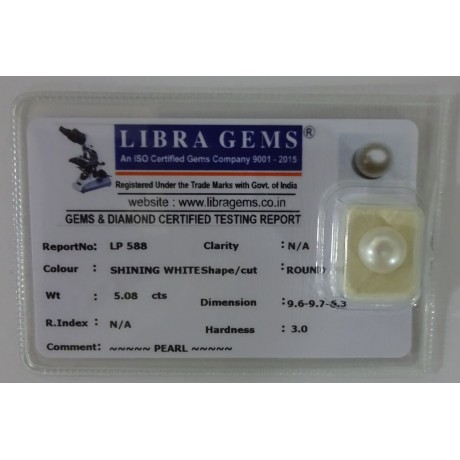 LIBRA GEMS ®
An ISO Certified Gems Company 9001 - 2015
Registered Under the Trade Marks with Govt. of India
website : www.libragems.co.in
GEMS & DIAMOND CERTIFIED TESTING REPORT
ReportNo: LP 588 Clarity : N/A
Colour : SHINING WHITE Shape/cut : ROUND
Wt : 5.08 cts Dimension : 9.6-9.7-6.3
R.Index : N/A Hardness : 3.0
Comment: ~~~~~ PEARL ~~~~~